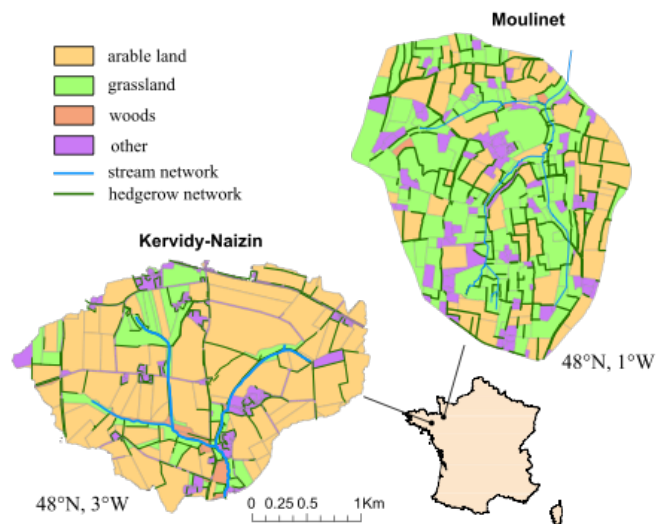 Moulinet
arable land
grassland
woods
other
stream network
hedgerow network
Kervidy-Naizin
48°N, 1°W
48°N, 3°W
0 0.25 0.5 1Km